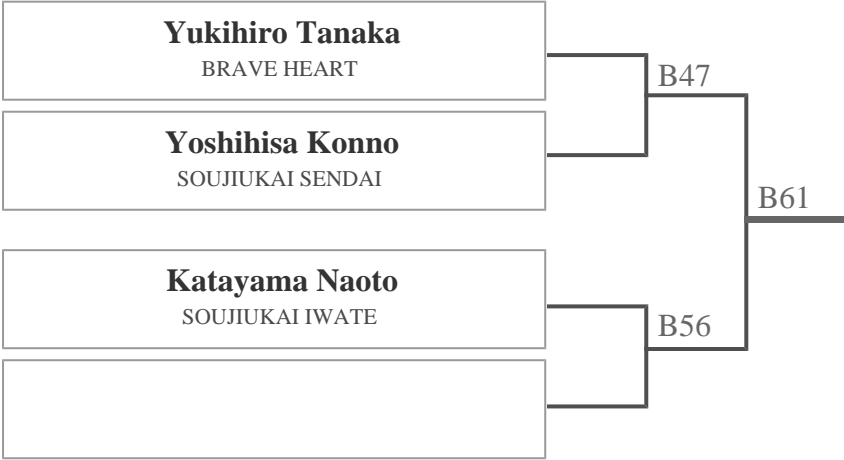 Yukihiro Tanaka
BRAVE HEART
B47
Yoshihisa Konno
SOUJIUKAI SENDAI
B61
Katayama Naoto
SOUJIUKAI IWATE
B56